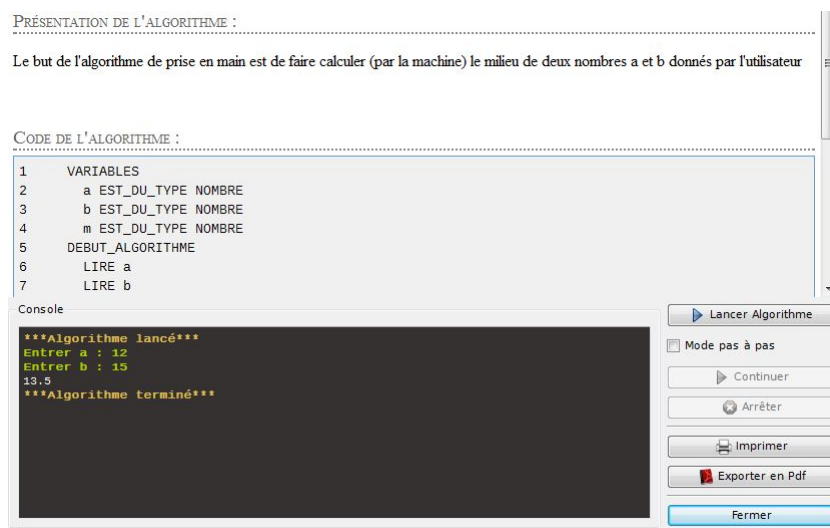 PRÉSENTATION DE L'ALGORITHME :
Le but de l'algorithme de prise en main est de faire calculer (par la machine) le milieu de deux nombres a et b donnés par l'utilisateur
CODE DE L'ALGORITHME :
1 VARIABLES
2 a EST_DU_TYPE NOMBRE
3 b EST_DU_TYPE NOMBRE
4 m EST_DU_TYPE NOMBRE
5 DEBUT_ALGORITHME
6 LIRE a
7 LIRE b
Console
***Algorithme lancé***
Entrer a : 12
Entrer b : 15
13.5
***Algorithme terminé***
Lancer Algorithme
Mode pas à pas
Continuer
Arrêter
Imprimer
Exporter en Pdf
Fermer